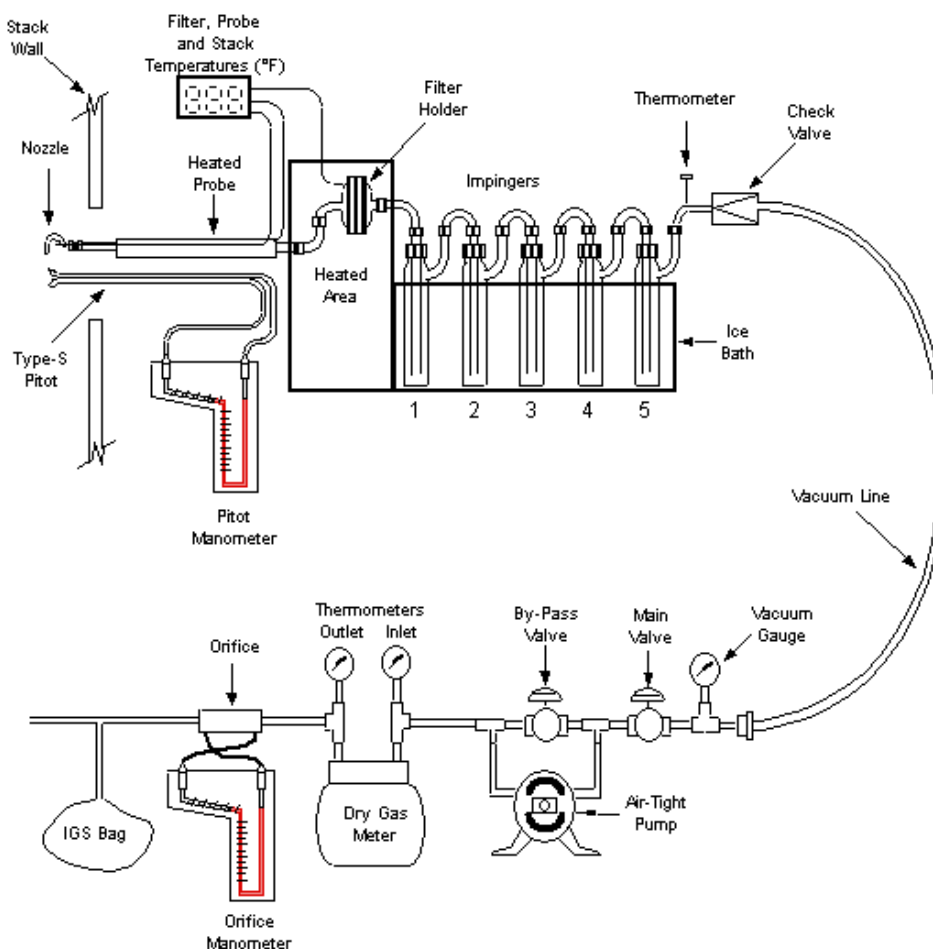 Stack
Wall
Filter, Probe
and Stack
Temperatures (°F)
Filter
Holder
Thermometer
Check
Valve
Nozzle
Heated
Probe
Impingers
Heated
Area
Type-S
Pitot
Ice
Bath
1 2 3 4 5
Pitot
Manometer
Vacuum Line
Thermometers
Outlet Inlet
By-Pass
Valve
Main
Valve
Vacuum
Gauge
Orifice
IGS Bag
Dry Gas
Meter
Air-Tight
Pump
Orifice
Manometer